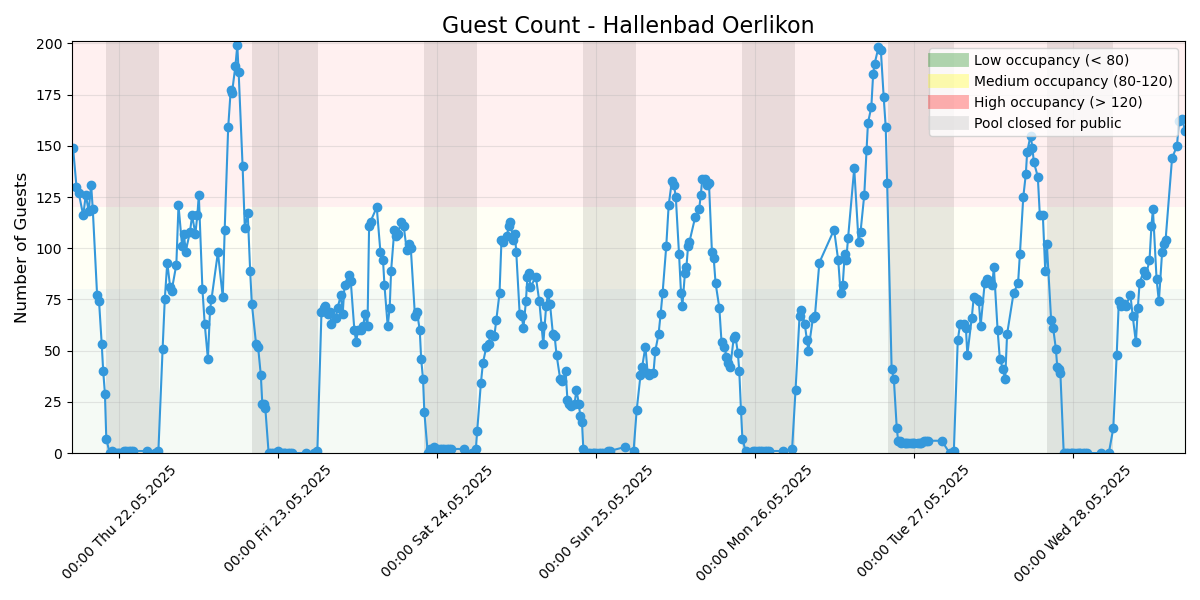 Guest Count - Hallenbad Oerlikon
Number of Guests
200
175
150
125
100
75
50
25
0
Low occupancy (< 80)
Medium occupancy (80-120)
High occupancy (> 120)
Pool closed for public
00:00 Thu 22.05.2025
00:00 Fri 23.05.2025
00:00 Sat 24.05.2025
00:00 Sun 25.05.2025
00:00 Mon 26.05.2025
00:00 Tue 27.05.2025
00:00 Wed 28.05.2025